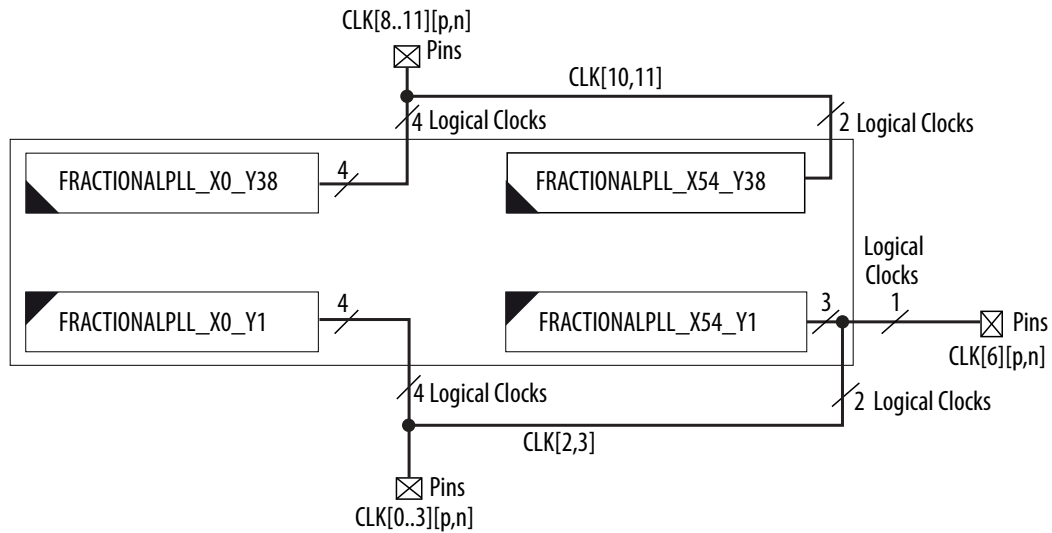 CLK[8..11][p,n]
Pins
CLK[10,11]
4 Logical Clocks
2 Logical Clocks
FRACTIONALPLL_X0_Y38
4
FRACTIONALPLL_X54_Y38
Logical
Clocks
FRACTIONALPLL_X0_Y1
4
FRACTIONALPLL_X54_Y1
3
1
Pins
CLK[6][p,n]
4 Logical Clocks
2 Logical Clocks
CLK[2,3]
Pins
CLK[0..3][p,n]